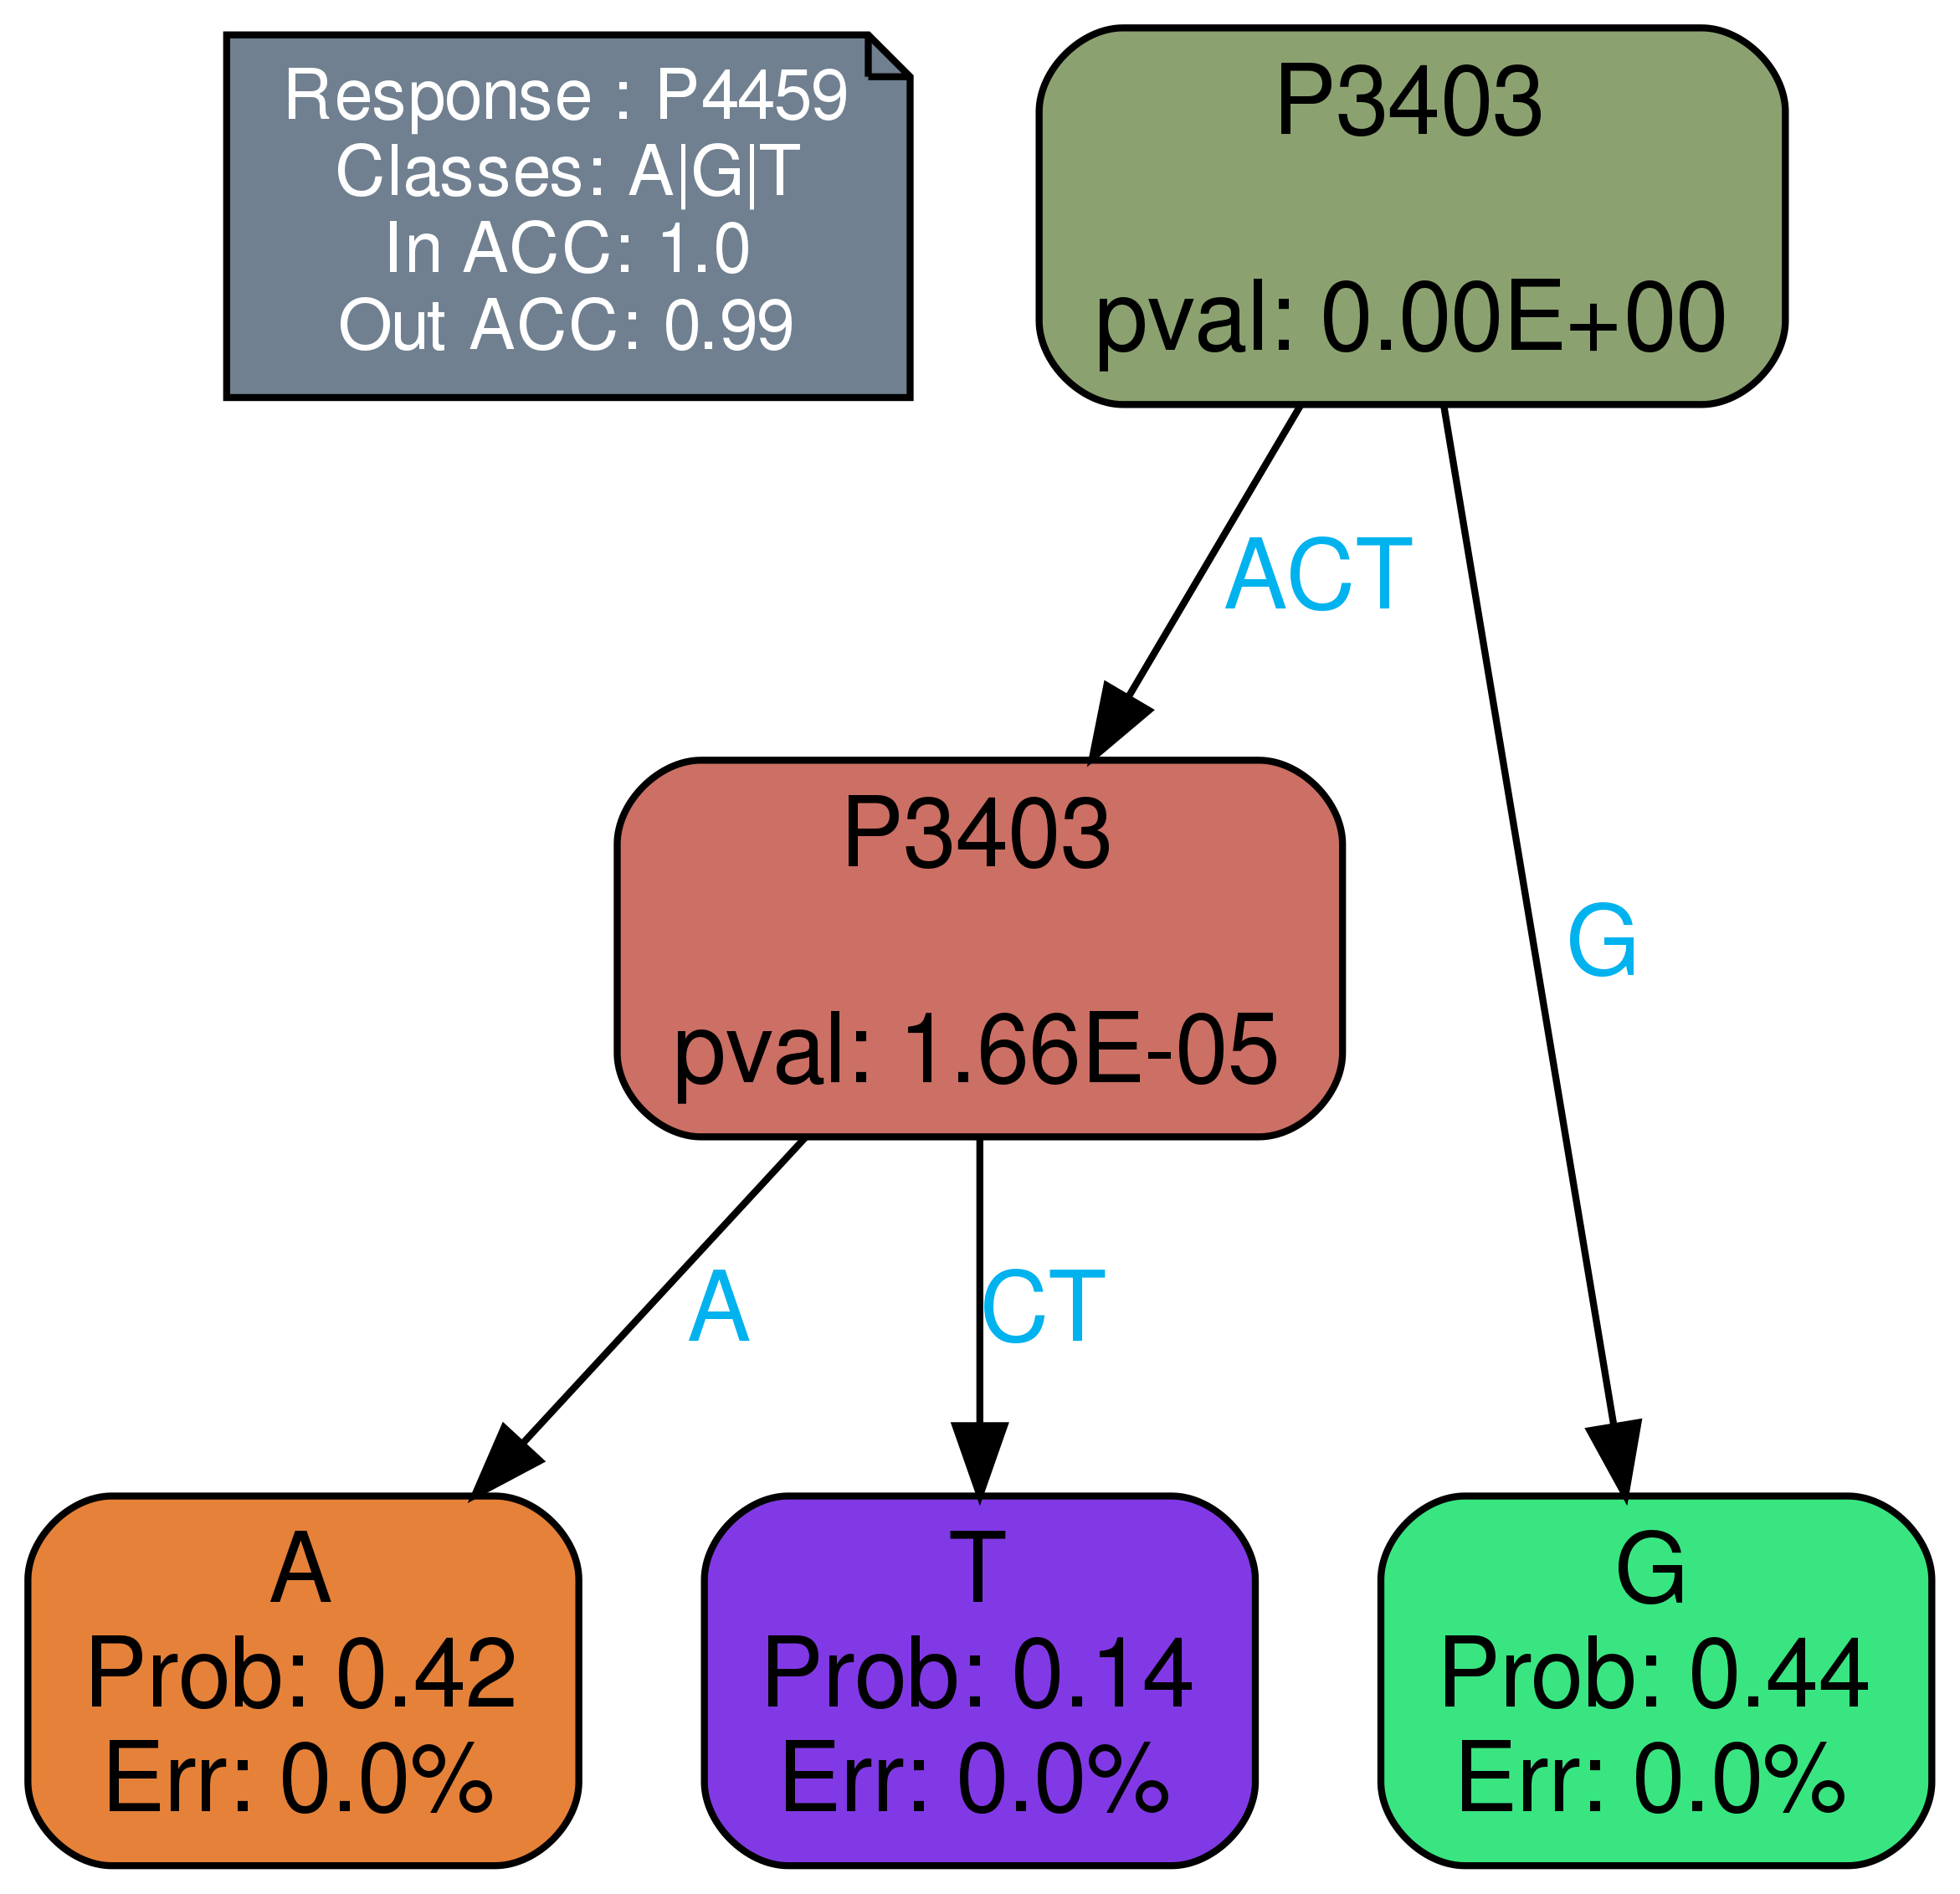 Response : P4459
Classes: A|G|T
In ACC: 1.0
Out ACC: 0.99
P3403
pval: 0.00E+00
ACT
G
P3403
pval: 1.66E-05
A
CT
A
Prob: 0.42
Err: 0.0%
T
Prob: 0.14
Err: 0.0%
G
Prob: 0.44
Err: 0.0%